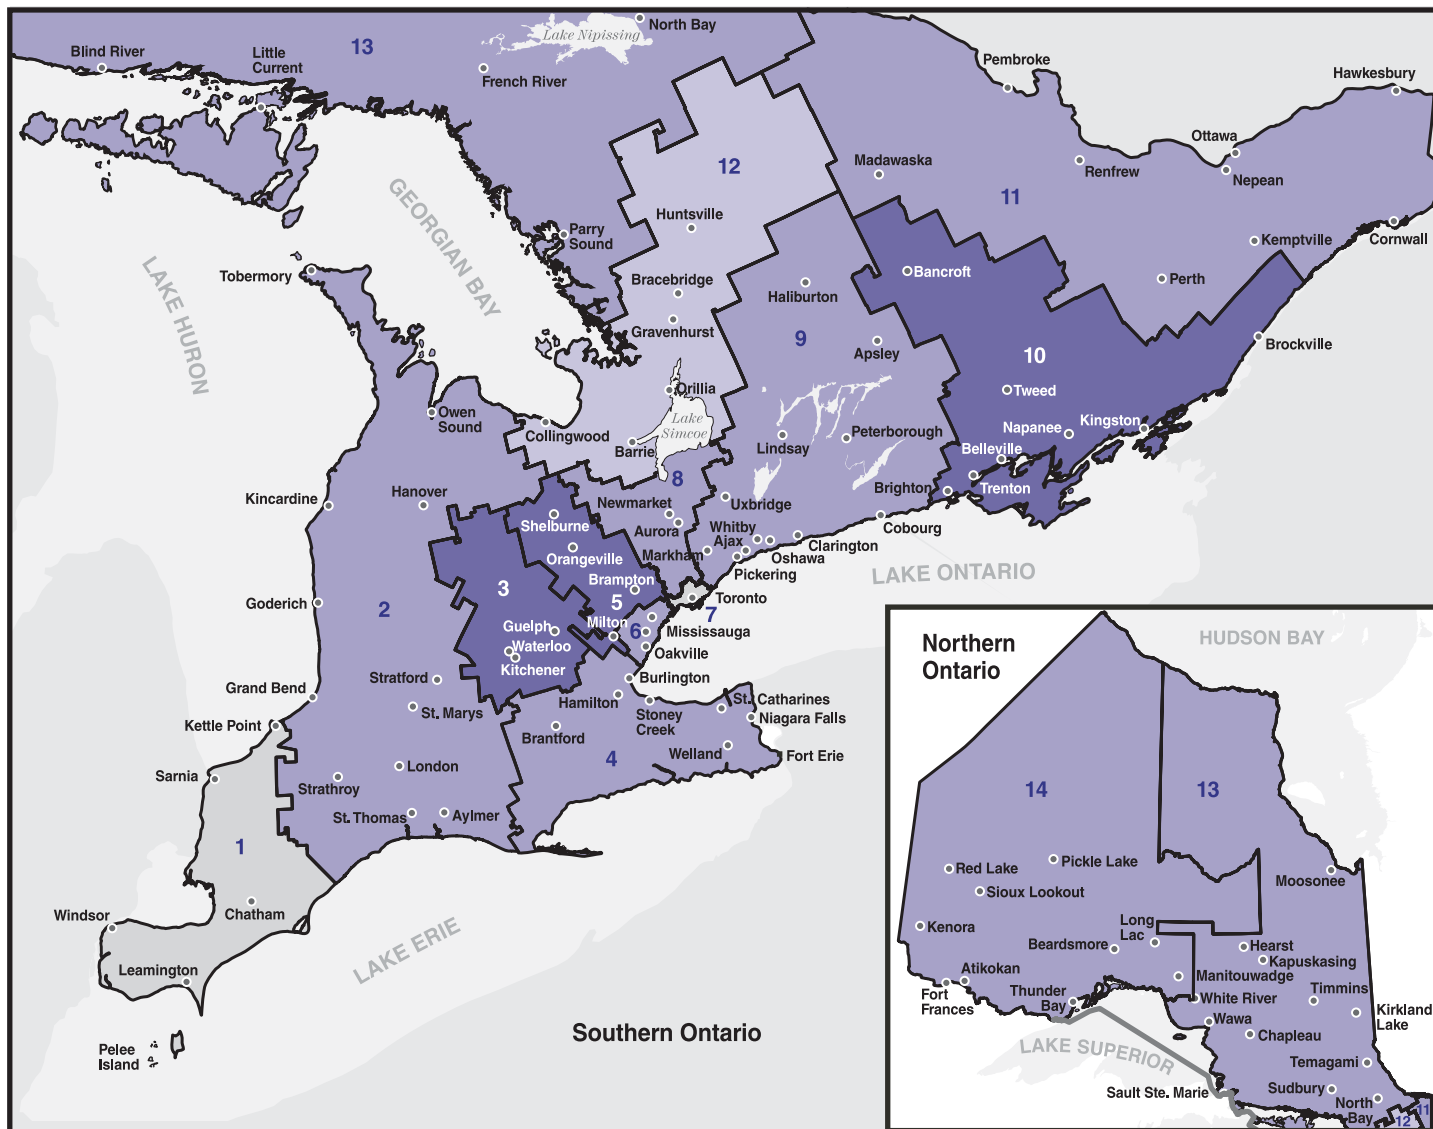 North Bay
Lake Nipissing
13
Blind River
Little
Current
French River
Pembroke
Hawkesbury
Ottawa
Nepean
Renfrew
Madawaska
12
11
GEORGIAN BAY
Huntsville
Parry
Sound
Kemptville
Cornwall
LAKE HURON
Tobermory
Bracebridge
Haliburton
Bancroft
Perth
Gravenhurst
9
Apsley
10
Brockville
Orillia
Tweed
Owen
Sound
Collingwood
Lake
Simcoe
Barrie
Lindsay
Peterborough
Napanee
Kingston
Belleville
8
Kincardine
Hanover
Newmarket
Uxbridge
Brighton
Trenton
Shelburne
Aurora
Whitby
Ajax
Cobourg
Clarington
Orangeville
Markham
Oshawa
Pickering
LAKE ONTARIO
Brampton
3
5
Toronto
Goderich
2
7
Guelph
Milton
6
Mississauga
Waterloo
Oakville
Kitchener
Stratford
Burlington
Grand Bend
Hamilton
St. Catharines
St. Marys
Stoney
Creek
Niagara Falls
Kettle Point
Brantford
Welland
Fort Erie
4
London
Sarnia
Strathroy
St. Thomas
Aylmer
1
Chatham
Windsor
LAKE ERIE
Leamington
Pelee
Island
Southern Ontario
Northern
Ontario
HUDSON BAY
14
13
Red Lake
Pickle Lake
Sioux Lookout
Moosonee
Kenora
Long
Lac
Beardsmore
Hearst
Kapuskasing
Atikokan
Manitouwadge
Fort
Frances
Thunder
Bay
White River
Timmins
Kirkland
Lake
Wawa
Chapleau
LAKE SUPERIOR
Temagami
Sault Ste. Marie
Sudbury
North
Bay
11
12